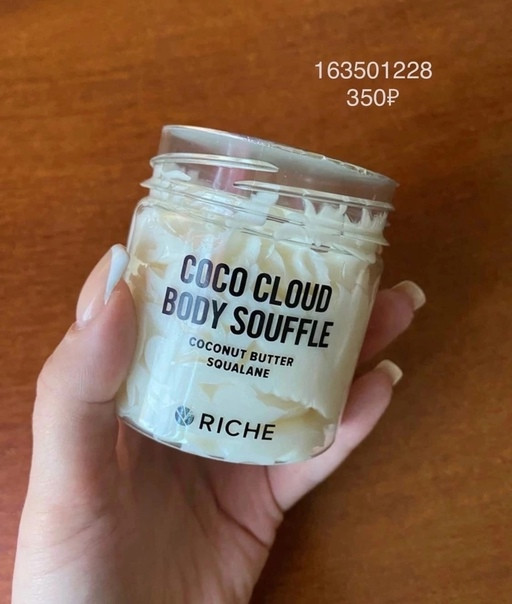 163501228
350₽
COCO CLOUD
BODY SOUFFLE
COCONUT BUTTER
SQUALANE
RICHE